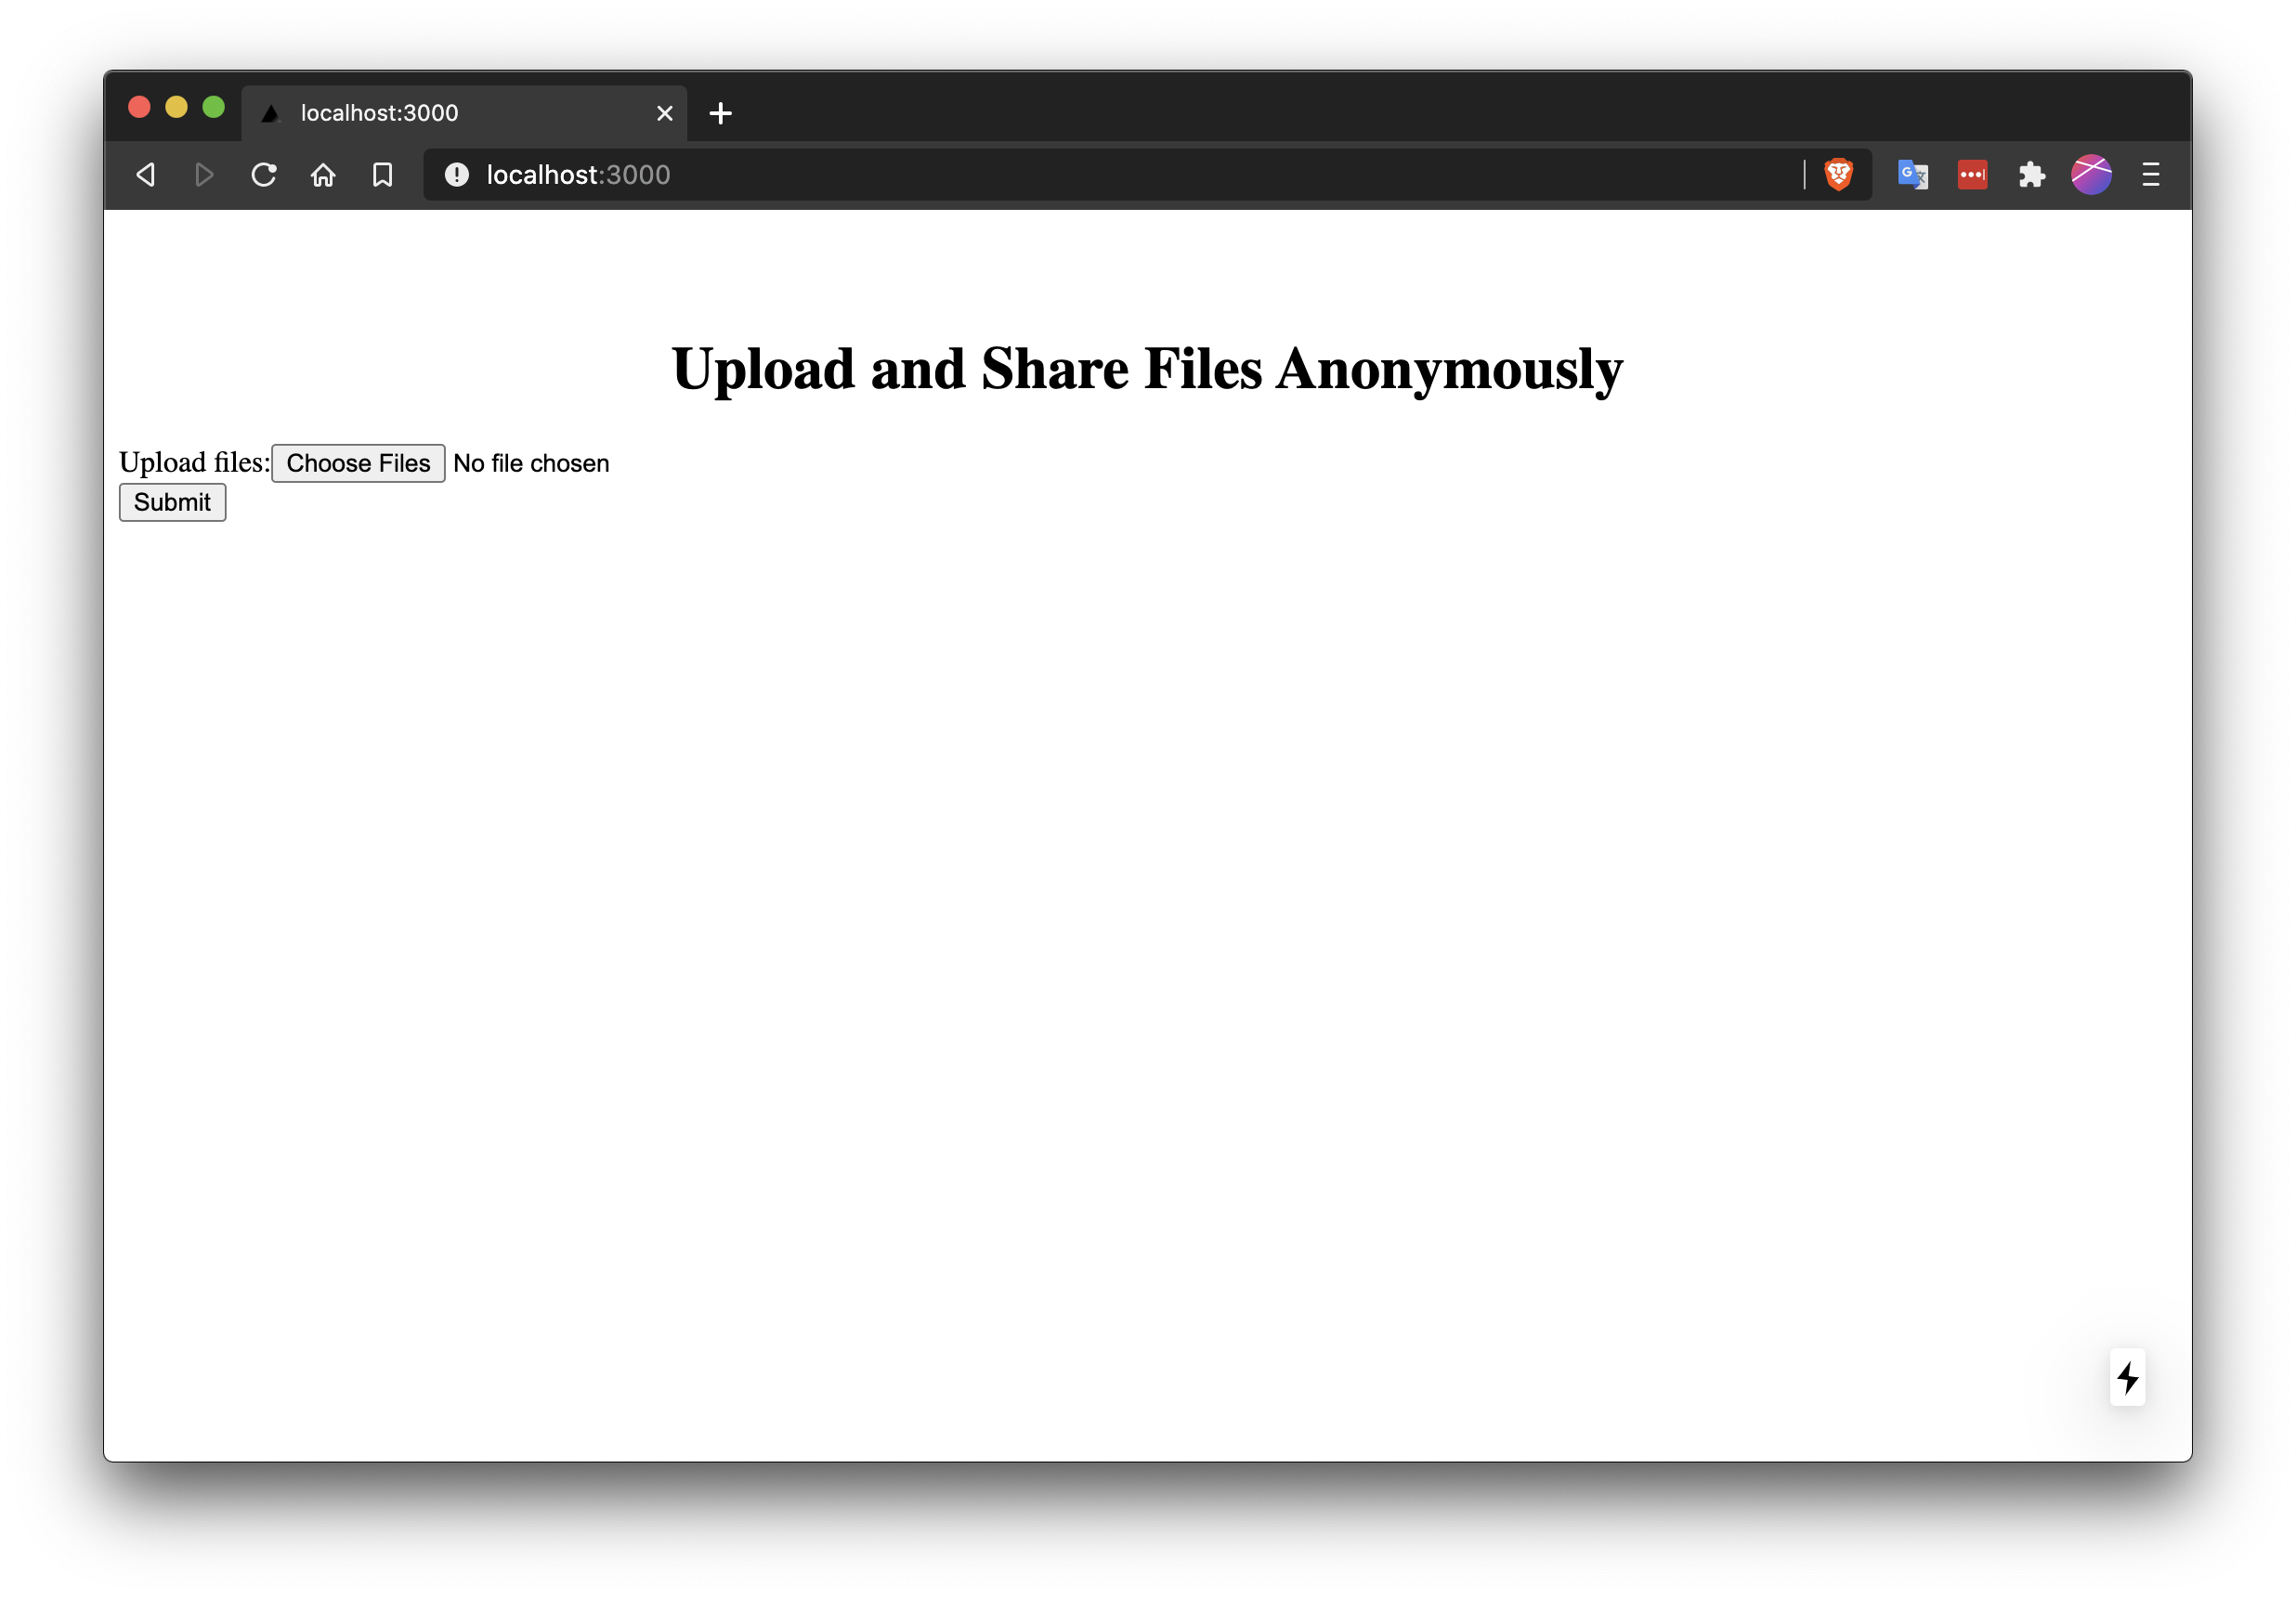 localhost:3000
localhost:3000
Upload and Share Files Anonymously
Upload files: Choose Files No file chosen
Submit